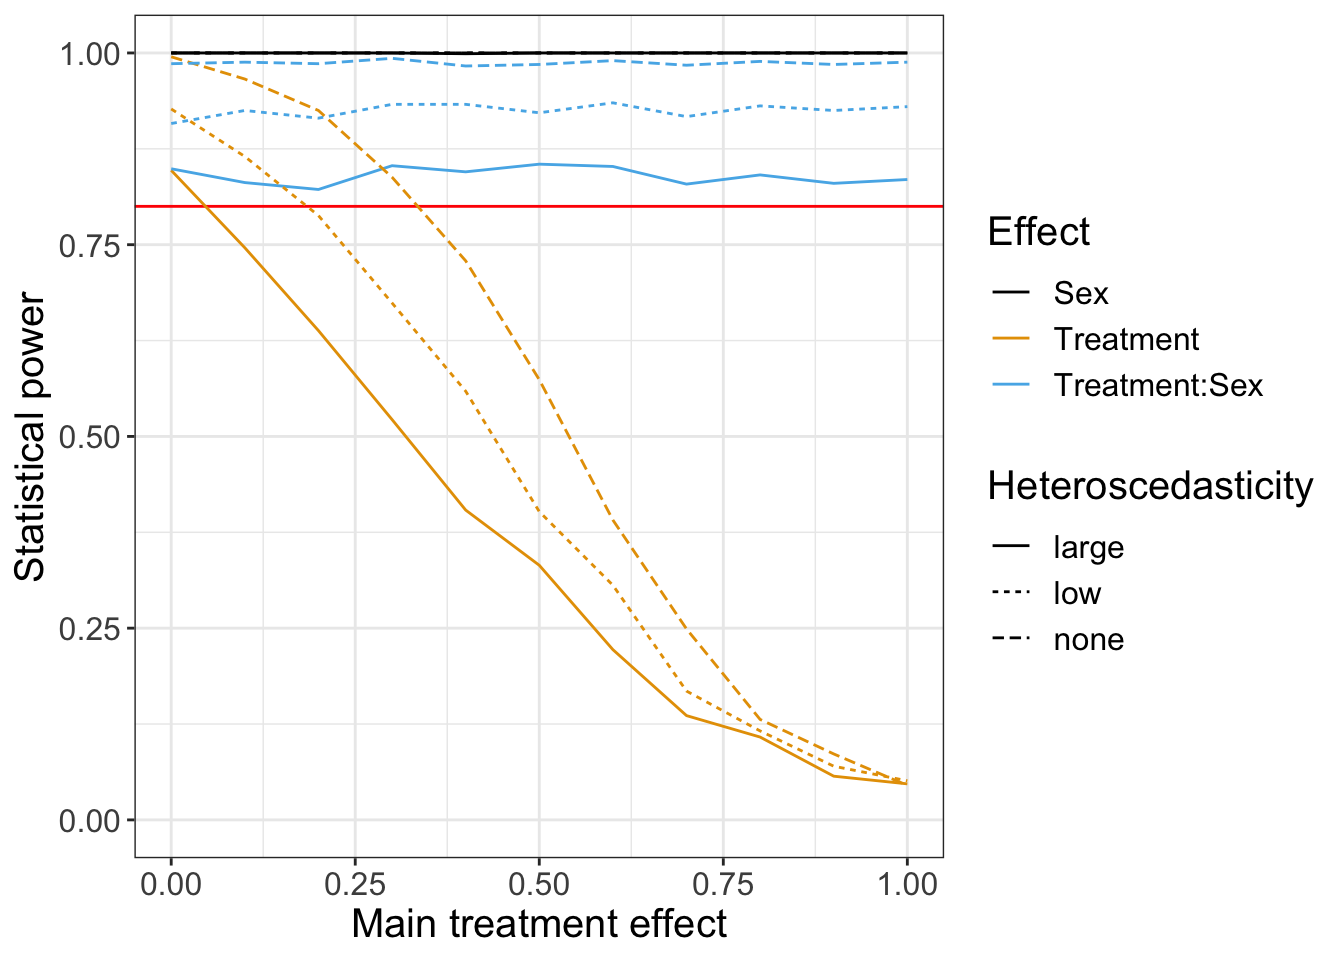 1.00
0.75
0.50
0.25
0.00
Statistical power
0.00 0.25 0.50 0.75 1.00
Main treatment effect
Effect
Sex
Treatment
Treatment:Sex
Heteroscedasticity
large
low
none